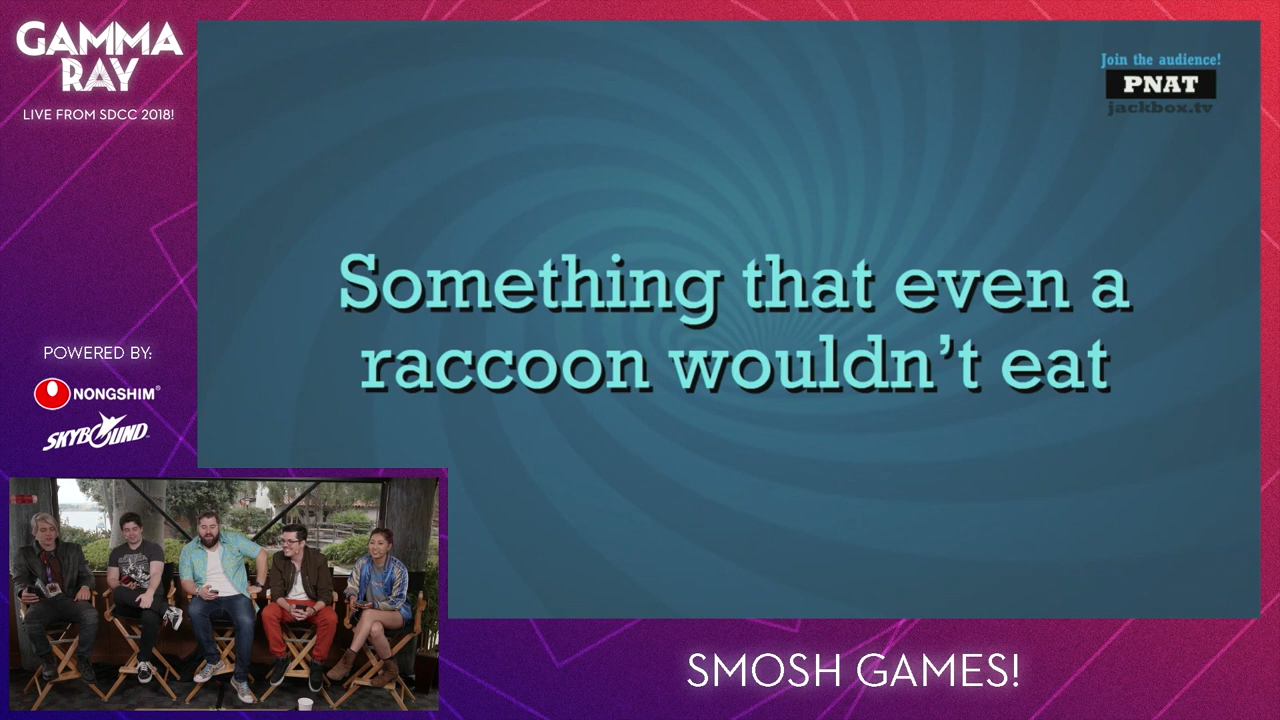 GAMMA
RAY
LIVE FROM SDCC 2018!
Join the audience!
PNAT
jackbox.tv
Something that even a
raccoon wouldn't eat
POWERED BY:
NONGSHIM®
SKYBOUND
SMOSH GAMES!